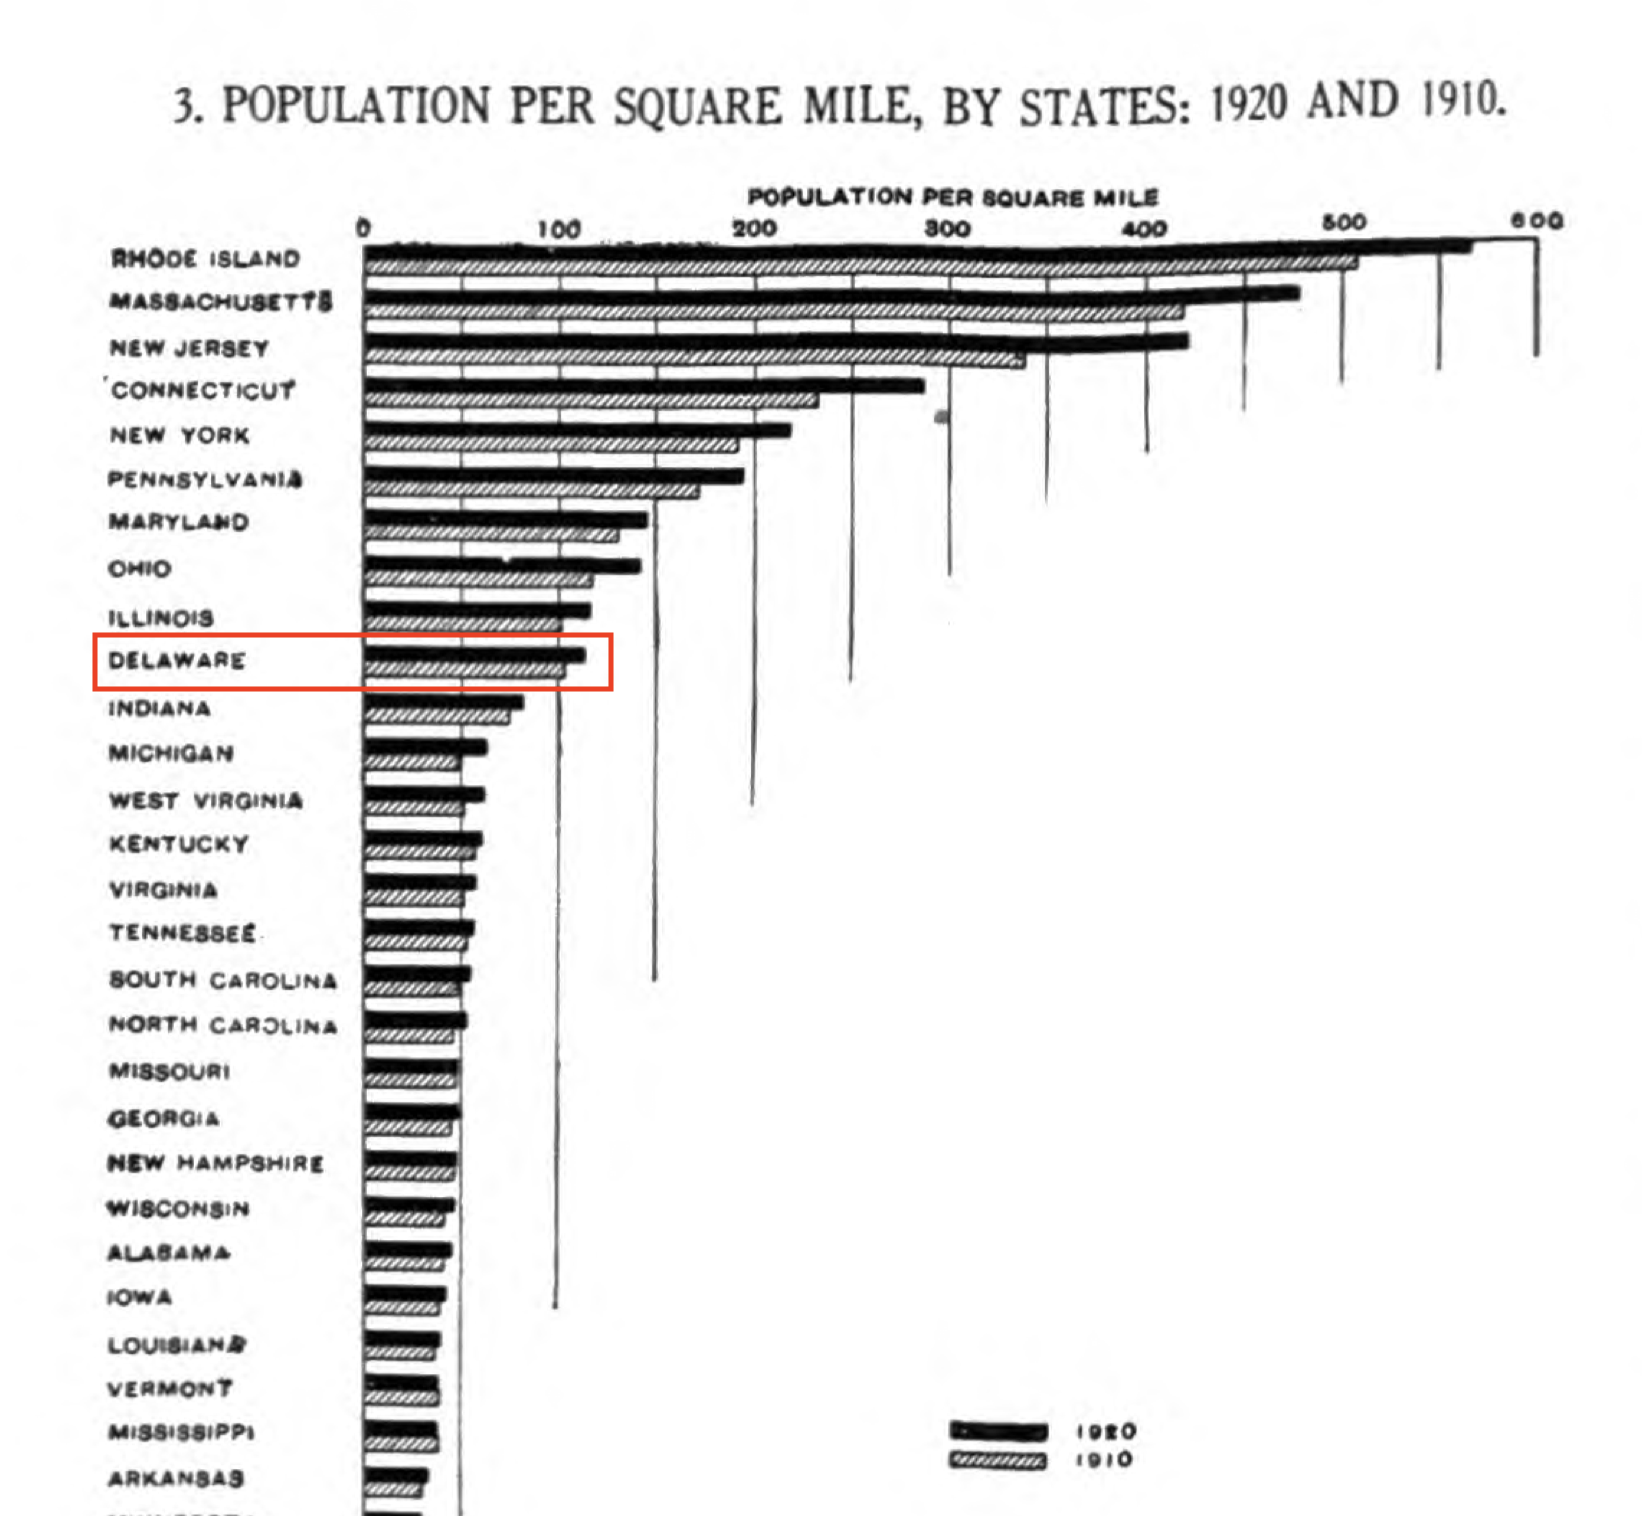 3. POPULATION PER SQUARE MILE, BY STATES: 1920 AND 1910.
POPULATION PER SQUARE MILE
0 100 200 300 400 500 600
RHODE ISLAND
MASSACHUSETTS
NEW JERSEY
CONNECTICUT
NEW YORK
PENNSYLVANIA
MARYLAND
OHIO
ILLINOIS
DELAWARE
INDIANA
MICHIGAN
WEST VIRGINIA
KENTUCKY
VIRGINIA
TENNESSEE
SOUTH CAROLINA
NORTH CAROLINA
MISSOURI
GEORGIA
NEW HAMPSHIRE
WISCONSIN
ALABAMA
IOWA
LOUISIANA
VERMONT
MISSISSIPPI
ARKANSAS
1920
1910